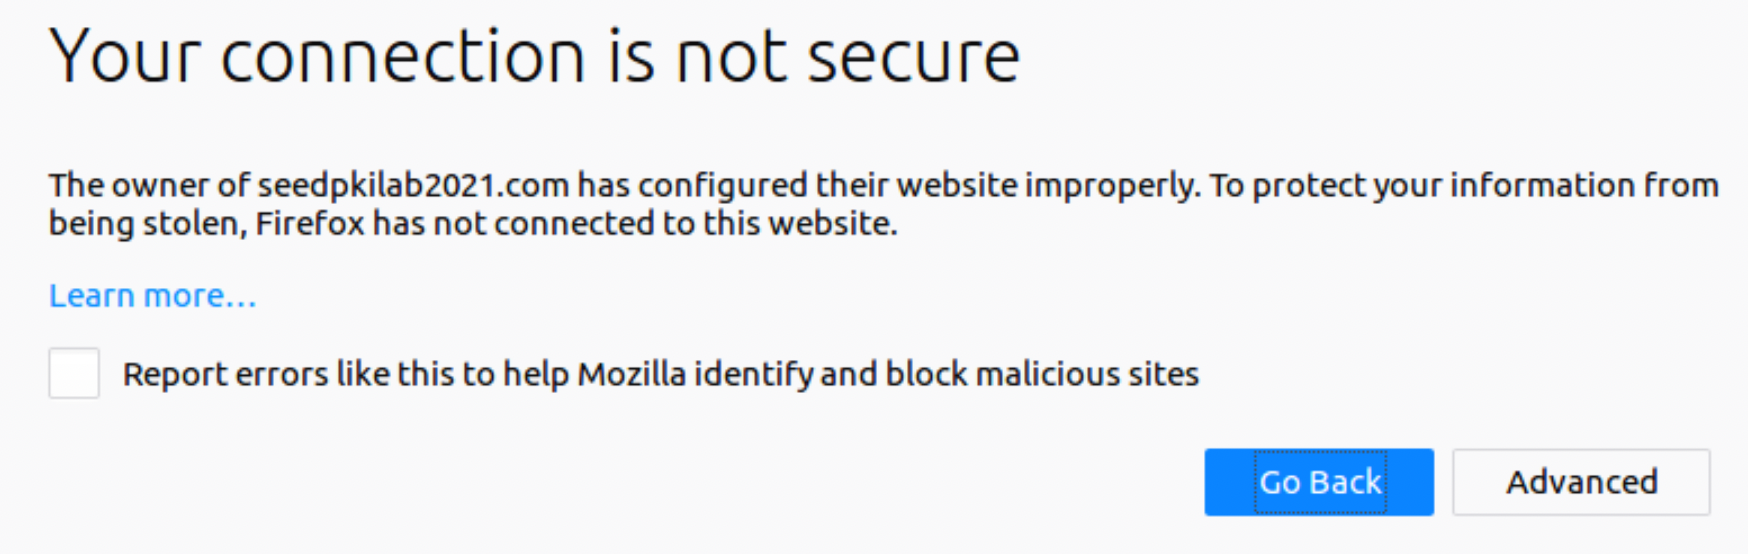 Your connection is not secure
The owner of seedpkilab2021.com has configured their website improperly. To protect your information from
being stolen, Firefox has not connected to this website.
Learn more…
Report errors like this to help Mozilla identify and block malicious sites
Go Back
Advanced